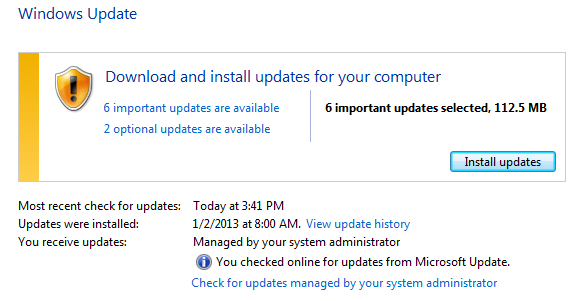 Windows Update
Download and install updates for your computer
6 important updates are available
2 optional updates are available
6 important updates selected, 112.5 MB
Install updates
Most recent check for updates: Today at 3:41 PM
Updates were installed: 1/2/2013 at 8:00 AM. View update history
You receive updates: Managed by your system administrator
You checked online for updates from Microsoft Update.
Check for updates managed by your system administrator